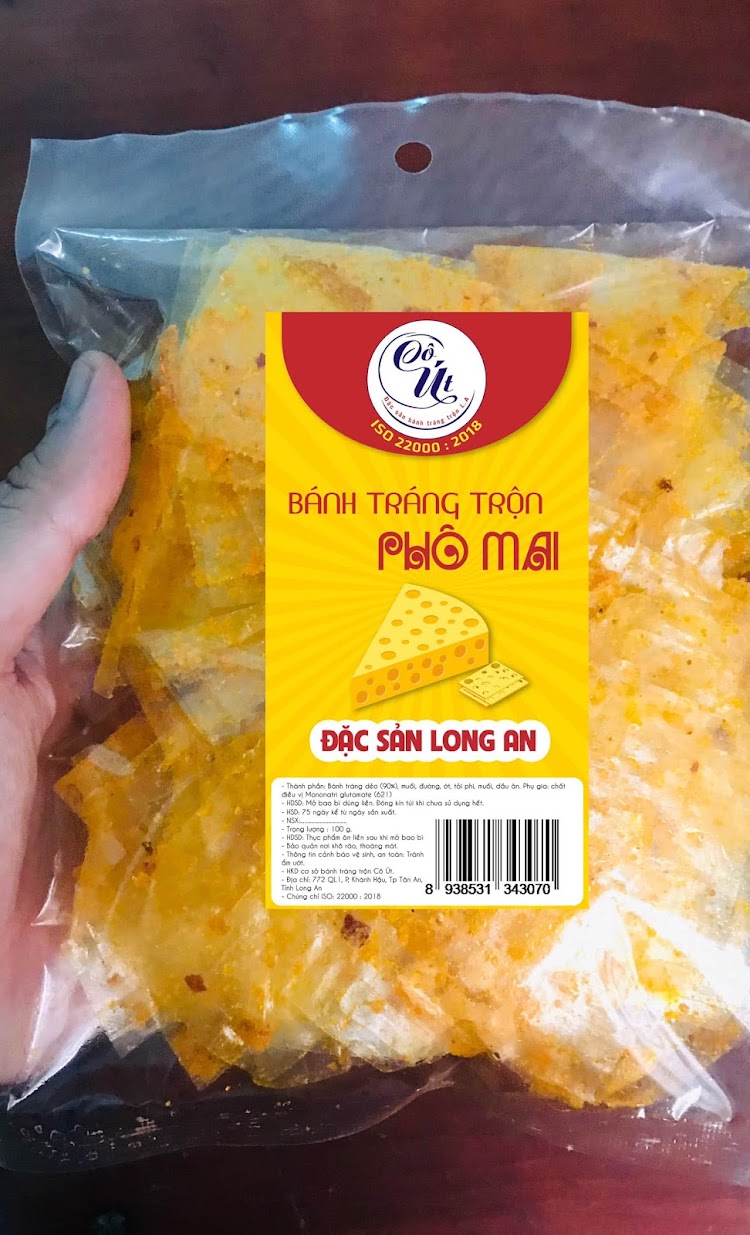 Cô Út
Đặc sản bánh tráng trộn L.A
ISO 22000 : 2018
BÁNH TRÁNG TRỘN
PHÔ MAI
ĐẶC SẢN LONG AN
- Thành phần: Bánh tráng dẻo (90%), muối, đường, ớt, tỏi phi, muối, dầu ăn. Phụ gia: chất
điều vị Mononatri glutamate (621)
- HDSD: Mở bao bì dùng liền. Đóng kín túi khi chưa sử dụng hết.
- HSD: 75 ngày kể từ ngày sản xuất.
- NSX:........................
- Trọng lượng : 100 g.
- HDSD: Thực phẩm ăn liền sau khi mở bao bì
- Bảo quản nơi khô ráo, thoáng mát.
- Thông tin cảnh báo vệ sinh, an toàn: Tránh
ẩm ướt.
- HKD cơ sở bánh tráng trộn Cô Út.
- Địa chỉ: 772 QL1, P, Khánh Hậu, Tp Tân An,
Tỉnh Long An
- Chứng chỉ ISO: 22000 : 2018
8 938531 343070